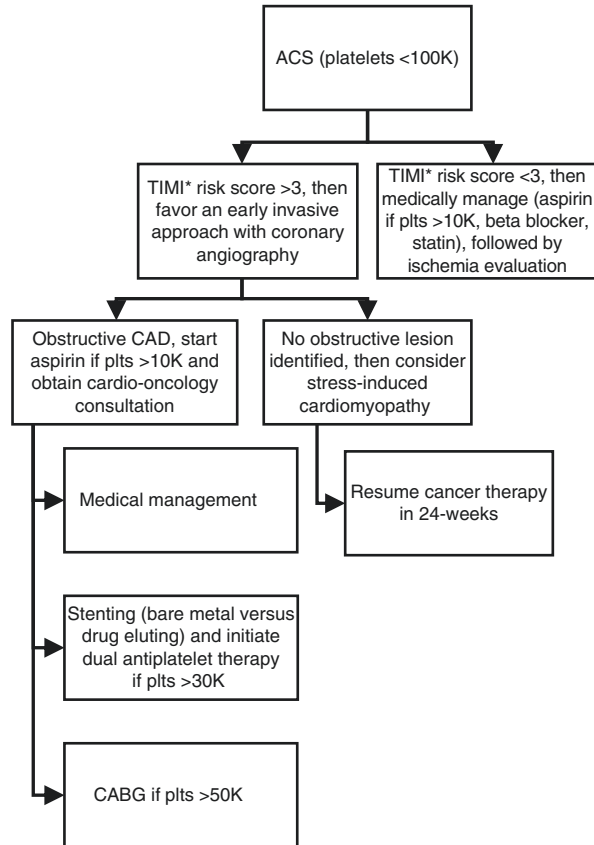 ACS (platelets <100K)
TIMI* risk score >3, then
favor an early invasive
approach with coronary
angiography
TIMI* risk score <3, then
medically manage (aspirin
if plts >10K, beta blocker,
statin), followed by
ischemia evaluation
Obstructive CAD, start
aspirin if plts >10K and
obtain cardio-oncology
consultation
No obstructive lesion
identified, then consider
stress-induced
cardiomyopathy
Medical management
Resume cancer therapy
in 24-weeks
Stenting (bare metal versus
drug eluting) and initiate
dual antiplatelet therapy
if plts >30K
CABG if plts >50K